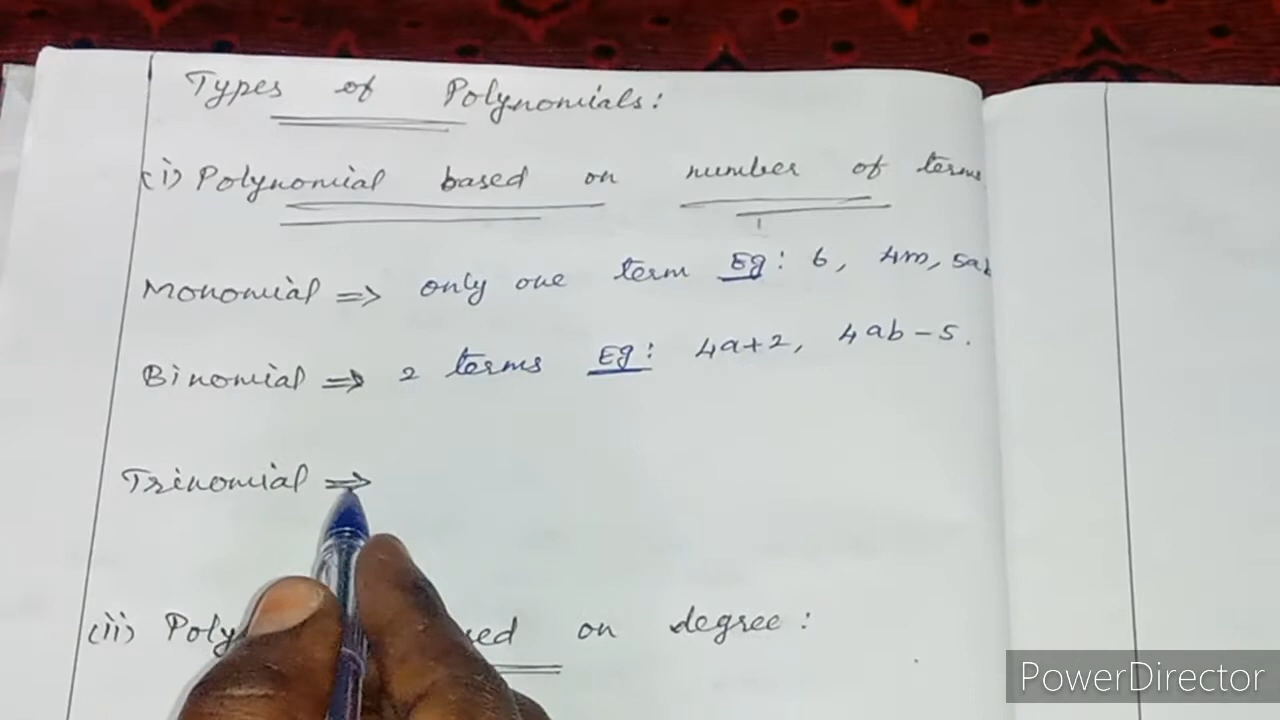 Types of Polynomials:
(i) Polynomial based on number of terms
Monomial ⇒ only one term Eg: 6, 4m, 5ab
Binomial ⇒ 2 terms Eg: 4a+2, 4ab-5.
Trinomial ⇒
(ii) Poly on degree:
PowerDirector